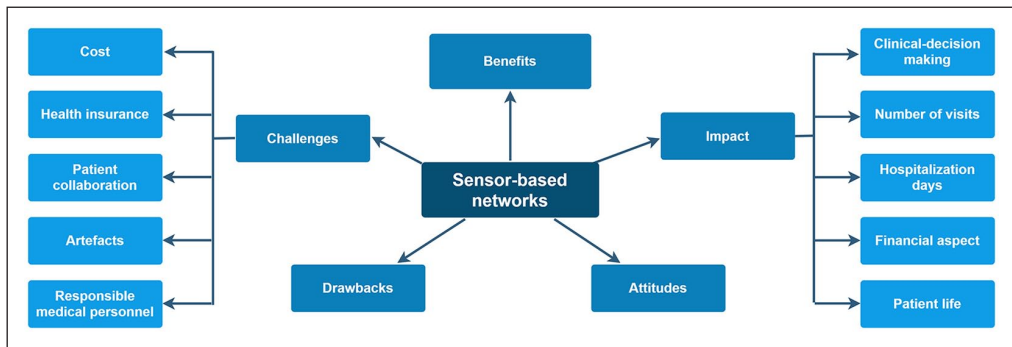 Cost
Health insurance
Patient
collaboration
Artefacts
Responsible
medical personnel
Challenges
Benefits
Sensor-based
networks
Drawbacks
Attitudes
Impact
Clinical-decision
making
Number of visits
Hospitalization
days
Financial aspect
Patient life